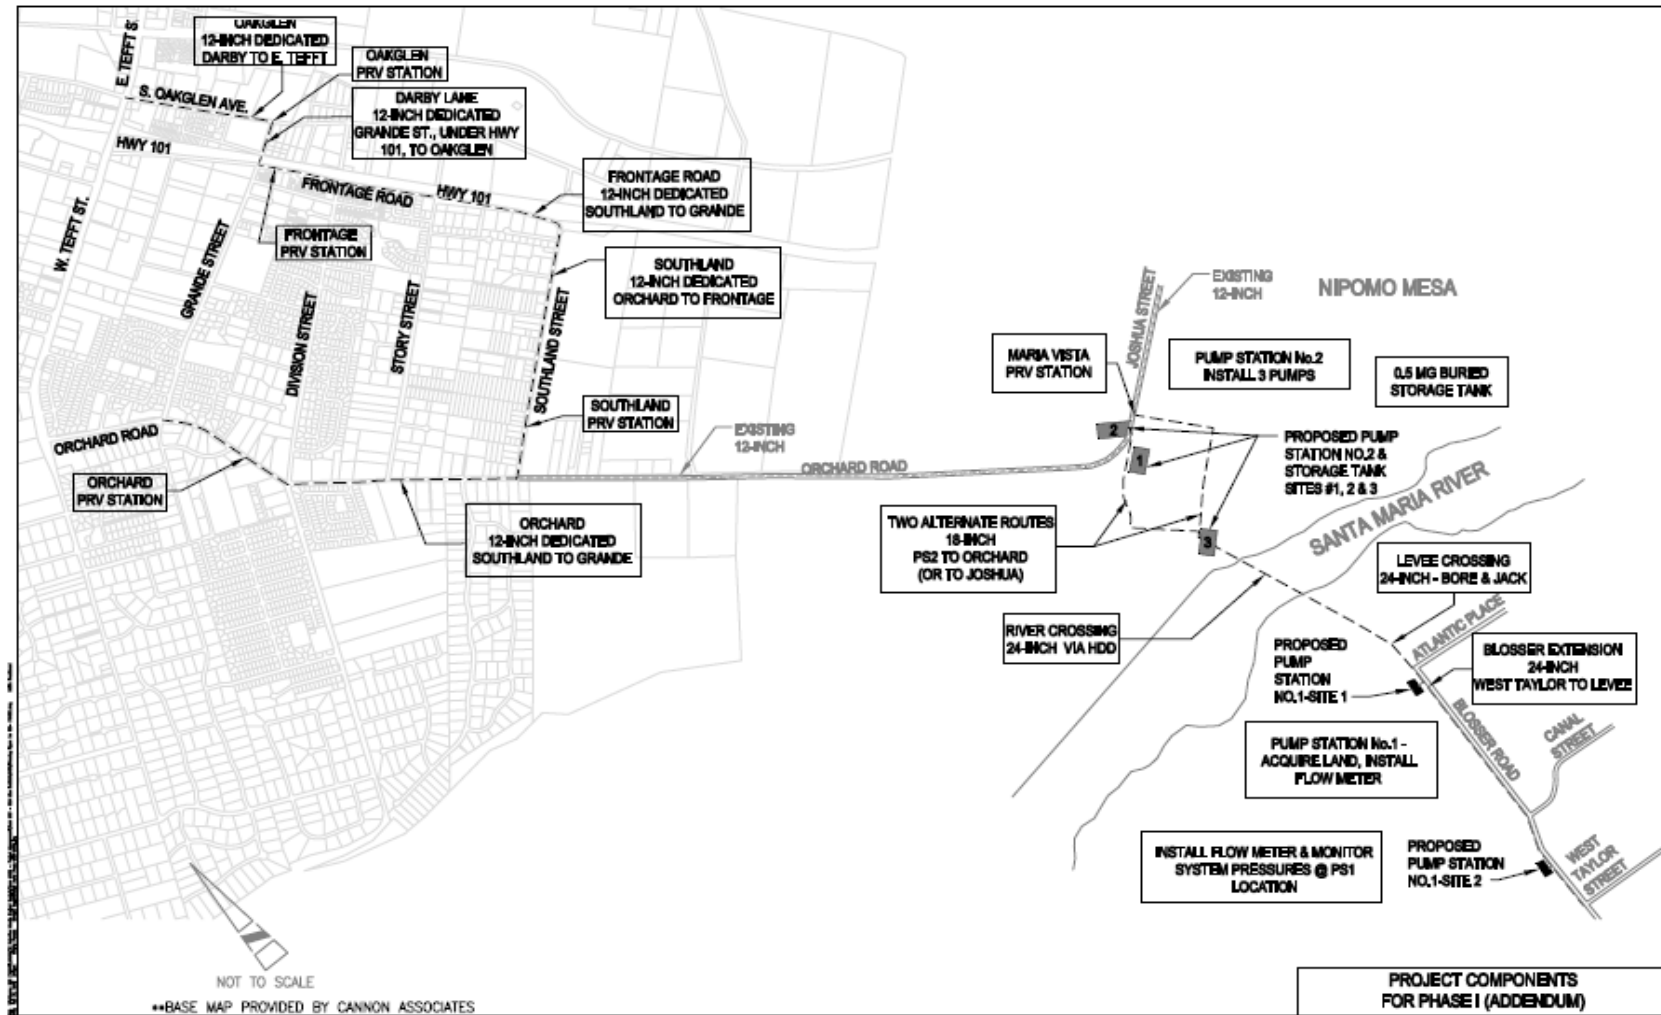 OAKGLEN
12-INCH DEDICATED
DARBY TO E. TEFFT
E. TEFFT S
OAKGLEN
PRV STATION
S. OAKGLEN AVE.
DARBY LANE
12-INCH DEDICATED
GRANDE ST., UNDER HWY
101, TO OAKGLEN
HWY 101
FRONTAGE ROAD
HWY 101
FRONTAGE ROAD
12-INCH DEDICATED
SOUTHLAND TO GRANDE
W. TEFFT ST.
GRANDE STREET
FRONTAGE
PRV STATION
SOUTHLAND
12-INCH DEDICATED
ORCHARD TO FRONTAGE
DIVISION STREET
STORY STREET
SOUTHLAND STREET
JOSHUA STREET
EXISTING
12-INCH
NIPOMO MESA
MARIA VISTA
PRV STATION
PUMP STATION No.2
INSTALL 3 PUMPS
0.5 MG BURIED
STORAGE TANK
SOUTHLAND
PRV STATION
ORCHARD ROAD
EXISTING
12-INCH
ORCHARD ROAD
2
1
PROPOSED PUMP
STATION NO.2 &
STORAGE TANK
SITES #1, 2 & 3
ORCHARD
PRV STATION
ORCHARD
12-INCH DEDICATED
SOUTHLAND TO GRANDE
TWO ALTERNATE ROUTES
18-INCH
PS2 TO ORCHARD
(OR TO JOSHUA)
3
SANTA MARIA RIVER
LEVEE CROSSING
24-INCH - BORE & JACK
RIVER CROSSING
24-INCH VIA HDD
ATLANTIC PLACE
PROPOSED
PUMP
STATION
NO.1-SITE 1
BLOSSER EXTENSION
24-INCH
WEST TAYLOR TO LEVEE
BLOSSER ROAD
CANAL
STREET
PUMP STATION No.1 -
ACQUIRE LAND, INSTALL
FLOW METER
INSTALL FLOW METER & MONITOR
SYSTEM PRESSURES @ PS1
LOCATION
PROPOSED
PUMP STATION
NO.1-SITE 2
WEST
TAYLOR
STREET
NOT TO SCALE
**BASE MAP PROVIDED BY CANNON ASSOCIATES
PROJECT COMPONENTS
FOR PHASE I (ADDENDUM)